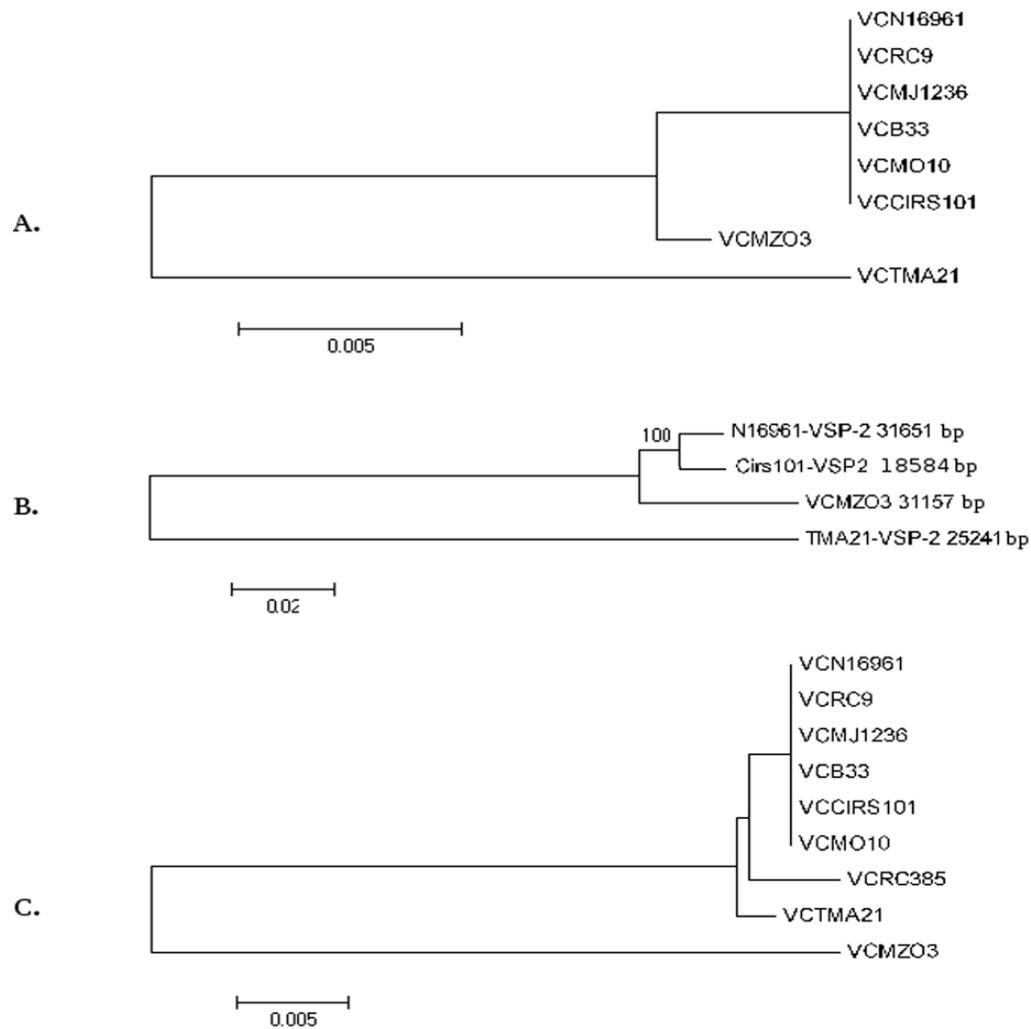 VCN16961
VCRC9
VCMJ1236
VCB33
VCMO10
VCCIRS101
A.
VCMZO3
VCTMA21
0.005
100
N16961-VSP-2 31651 bp
Cirs101-VSP2 18584 bp
B.
VCMZO3 31157 bp
TMA21-VSP-2 25241 bp
0.02
VCN16961
VCRC9
VCMJ1236
VCB33
VCCIRS101
VCMO10
VCRC385
C.
VCTMA21
VCMZO3
0.005